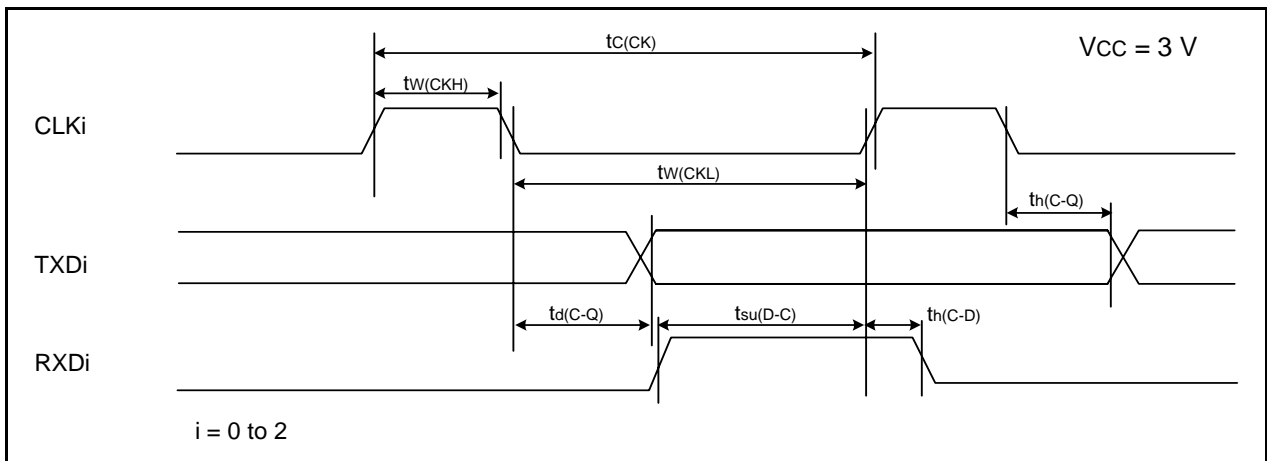 tC(CK)
VCC = 3 V
tW(CKH)
CLKi
tW(CKL)
th(C-Q)
TXDi
td(C-Q)
tsu(D-C)
th(C-D)
RXDi
i = 0 to 2